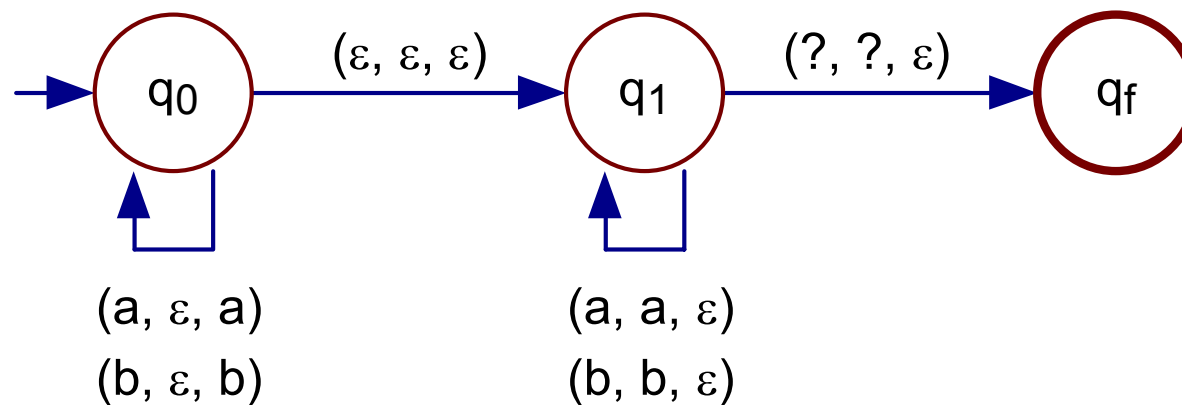 (ε, ε, ε) (?, ?, ε)
q0 q1 qf
(a, ε, a) (a, a, ε)
(b, ε, b) (b, b, ε)